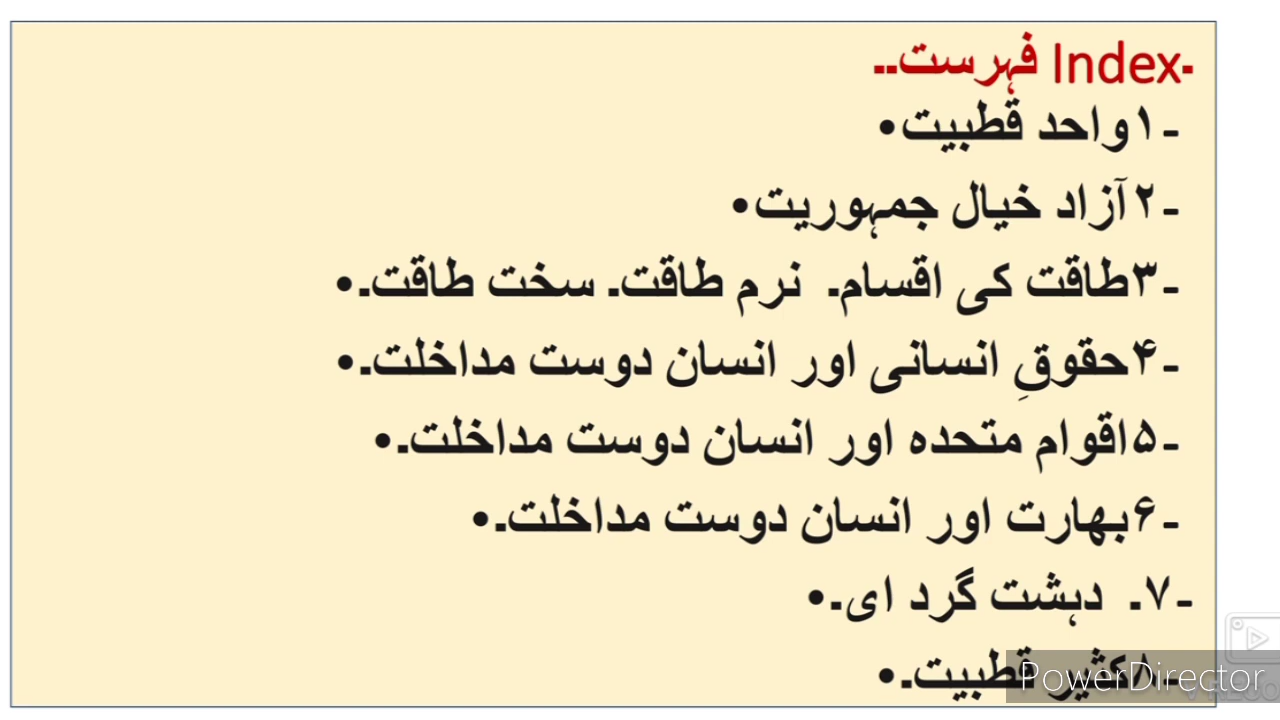 -Index فہرست--
-۱واحد قطبیت•
-۲آزاد خیال جمہوریت•
-۳طاقت کی اقسام۔ نرم طاقت۔ سخت طاقت۔•
-۴حقوقِ انسانی اور انسان دوست مداخلت۔•
-۵اقوام متحدہ اور انسان دوست مداخلت۔•
-۶بھارت اور انسان دوست مداخلت۔•
-۷۔ دہشت گرد ای۔•
-۸کثیر قطبیت۔•
PowerDirector